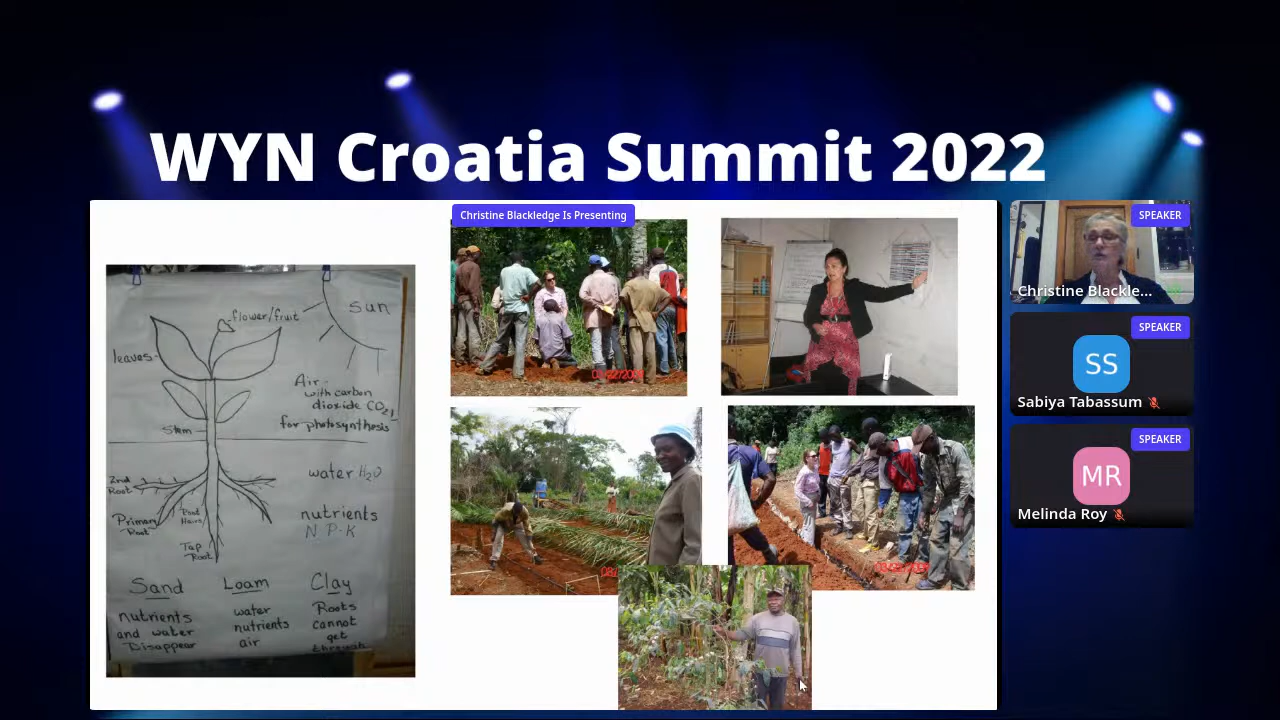 WYN Croatia Summit 2022
Christine Blackledge Is Presenting
sun
flower/fruit
leaves
Air
with carbon
dioxide CO2!
for photosynthesis
Stem
water H2O
2nd
Root
Root
Hairs
nutrients
N P-K
Primary
Root
Tap
Root
Sand
Loam
Clay
nutrients
and water
Disappear
water
nutrients
air
Roots
cannot
get
through
SPEAKER
Christine Blackle...
SPEAKER
SS
Sabiya Tabassum
SPEAKER
MR
Melinda Roy